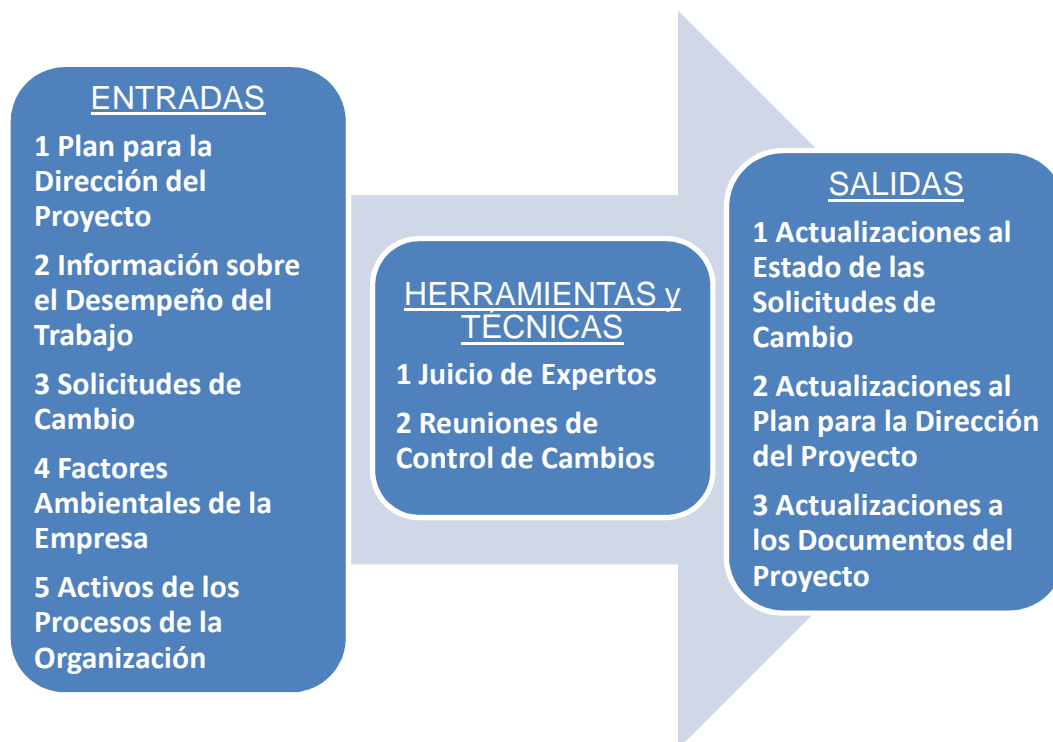 ENTRADAS
1 Plan para la
Dirección del
Proyecto
2 Información sobre
el Desempeño del
Trabajo
3 Solicitudes de
Cambio
4 Factores
Ambientales de la
Empresa
5 Activos de los
Procesos de la
Organización
HERRAMIENTAS y
TÉCNICAS
1 Juicio de Expertos
2 Reuniones de
Control de Cambios
SALIDAS
1 Actualizaciones al
Estado de las
Solicitudes de
Cambio
2 Actualizaciones al
Plan para la Dirección
del Proyecto
3 Actualizaciones a
los Documentos del
Proyecto